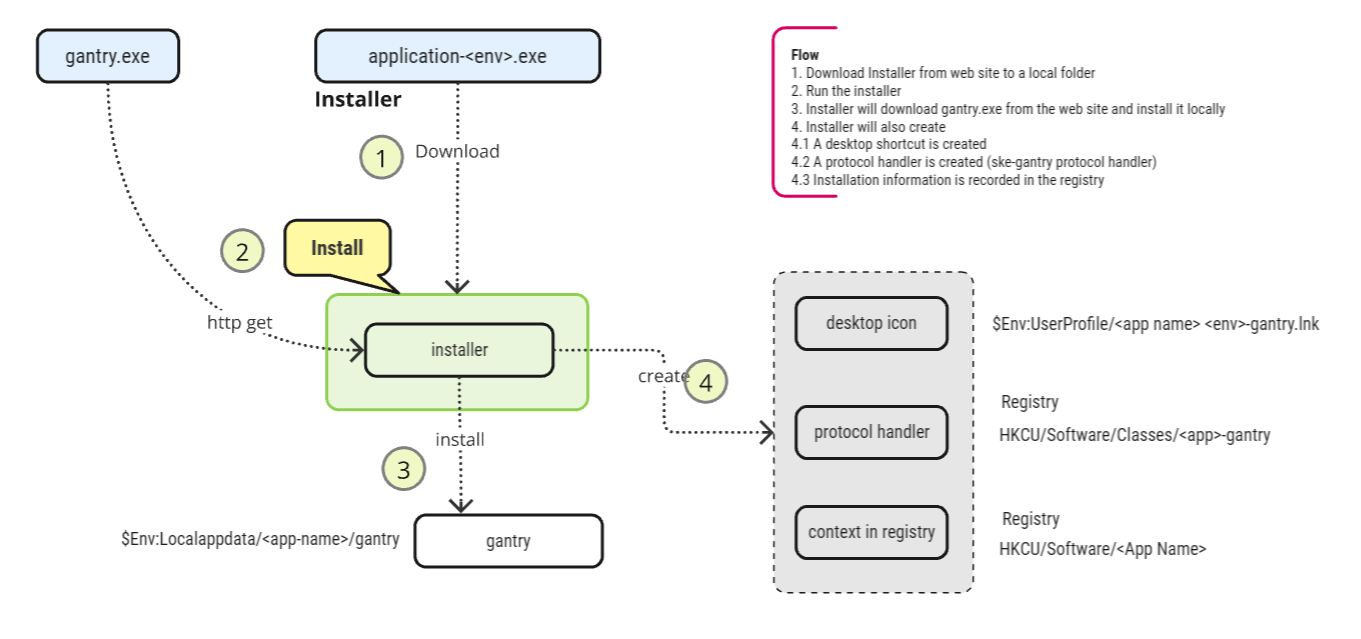 gantry.exe
application-<env>.exe
Installer
Flow
1. Download Installer from web site to a local folder
2. Run the installer
3. Installer will download gantry.exe from the web site and install it locally
4. Installer will also create
4.1 A desktop shortcut is created
4.2 A protocol handler is created (ske-gantry protocol handler)
4.3 Installation information is recorded in the registry
1
Download
2
Install
http get
installer
create
4
install
3
$Env:Localappdata/<app-name>/gantry
gantry
desktop icon
$Env:UserProfile/<app name> <env>-gantry.lnk
protocol handler
Registry
HKCU/Software/Classes/<app>-gantry
context in registry
Registry
HKCU/Software/<App Name>